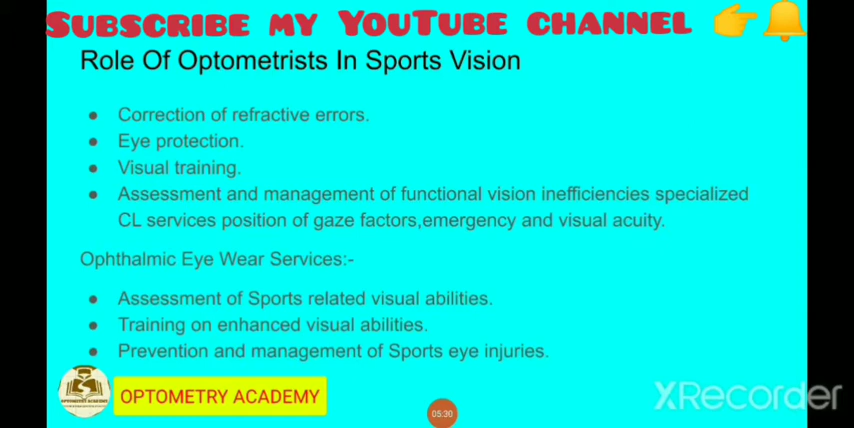 SUBSCRIBE MY YOUTUBE CHANNEL 👉🔔
Role Of Optometrists In Sports Vision
● Correction of refractive errors.
● Eye protection.
● Visual training.
● Assessment and management of functional vision inefficiencies specialized
CL services position of gaze factors,emergency and visual acuity.
Ophthalmic Eye Wear Services:-
● Assessment of Sports related visual abilities.
● Training on enhanced visual abilities.
● Prevention and management of Sports eye injuries.
OPTOMETRY ACADEMY
OPTOMETRY ACADEMY
05:30
XRecorder